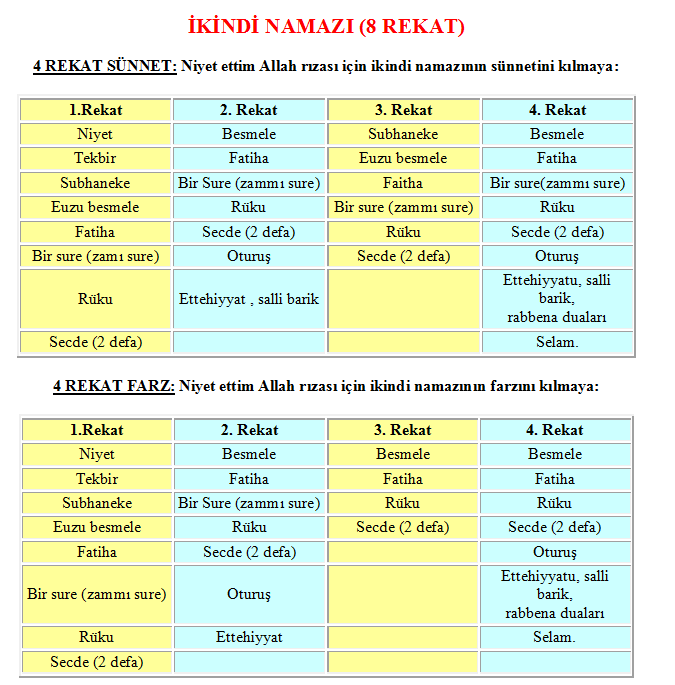 İKİNDİ NAMAZI (8 REKAT)
4 REKAT SÜNNET: Niyet ettim Allah rızası için ikindi namazının sünnetini kılmaya:
1.Rekat 2. Rekat 3. Rekat 4. Rekat
Niyet Besmele Subhaneke Besmele
Tekbir Fatiha Euzu besmele Fatiha
Subhaneke Bir Sure (zammı sure) Faitha Bir sure(zammı sure)
Euzu besmele Rüku Bir sure (zammı sure) Rüku
Fatiha Secde (2 defa) Rüku Secde (2 defa)
Bir sure (zamı sure) Oturuş Secde (2 defa) Oturuş
Rüku Ettehiyyat , salli barik Ettehiyyatu, salli
barik,
rabbena duaları
Secde (2 defa) Selam.
4 REKAT FARZ: Niyet ettim Allah rızası için ikindi namazının farzını kılmaya:
1.Rekat 2. Rekat 3. Rekat 4. Rekat
Niyet Besmele Besmele Besmele
Tekbir Fatiha Fatiha Fatiha
Subhaneke Bir Sure (zammı sure) Rüku Rüku
Euzu besmele Rüku Secde (2 defa) Secde (2 defa)
Fatiha Secde (2 defa) Oturuş
Bir sure (zammı sure) Oturuş Ettehiyyatu, salli
barik,
rabbena duaları
Rüku Ettehiyyat Selam.
Secde (2 defa)